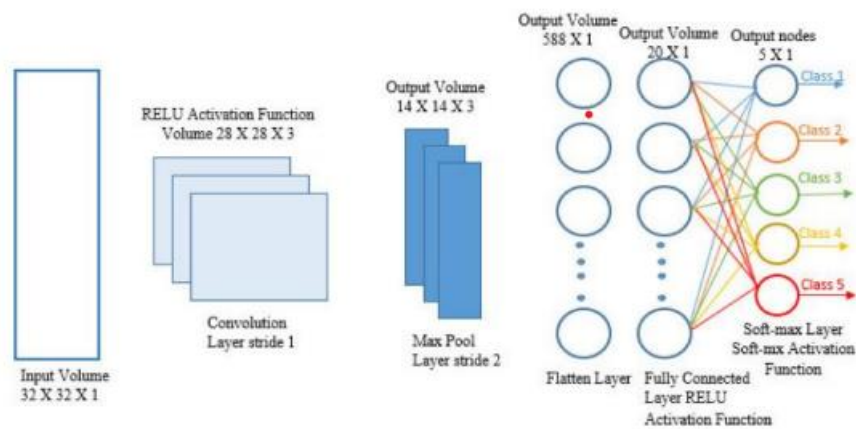 Output Volume
588 X 1
Output Volume
20 X 1
Output nodes
5 X 1
Class 1
Class 2
Class 3
Class 4
Class 5
Output Volume
14 X 14 X 3
RELU Activation Function
Volume 28 X 28 X 3
Convolution
Layer stride 1
Max Pool
Layer stride 2
Soft-max Layer
Soft-mx Activation
Function
Input Volume
32 X 32 X 1
Flatten Layer
Fully Connected
Layer RELU
Activation Function